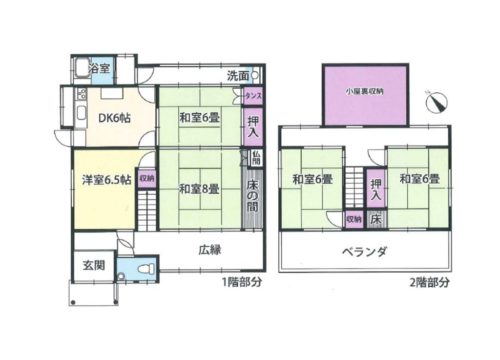 浴室
洗面
DK6帖
和室6畳
タンス
押入
洋室6.5帖
収納
和室8畳
仏間
床の間
玄関
広縁
1階部分
小屋裏収納
和室6畳
押入
和室6畳
収納
床
ベランダ
2階部分